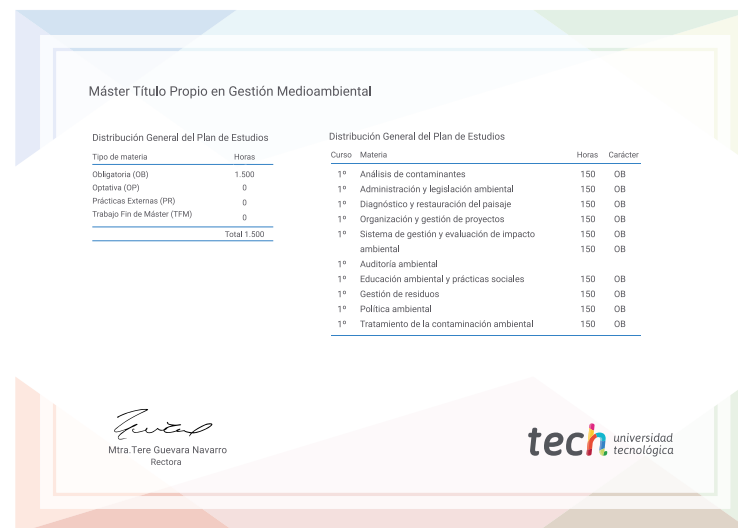 Máster Título Propio en Gestión Medioambiental
Distribución General del Plan de Estudios
Tipo de materia Horas
Obligatoria (OB) 1.500
Optativa (OP) 0
Prácticas Externas (PR) 0
Trabajo Fin de Máster (TFM) 0
Total 1.500
Distribución General del Plan de Estudios
Curso Materia Horas Carácter
1º Análisis de contaminantes 150 OB
1º Administración y legislación ambiental 150 OB
1º Diagnóstico y restauración del paisaje 150 OB
1º Organización y gestión de proyectos 150 OB
1º Sistema de gestión y evaluación de impacto 150 OB
ambiental 150 OB
1º Auditoría ambiental
1º Educación ambiental y prácticas sociales 150 OB
1º Gestión de residuos 150 OB
1º Política ambiental 150 OB
1º Tratamiento de la contaminación ambiental 150 OB
Mtra.Tere Guevara Navarro
Rectora
tech universidad
tecnológica